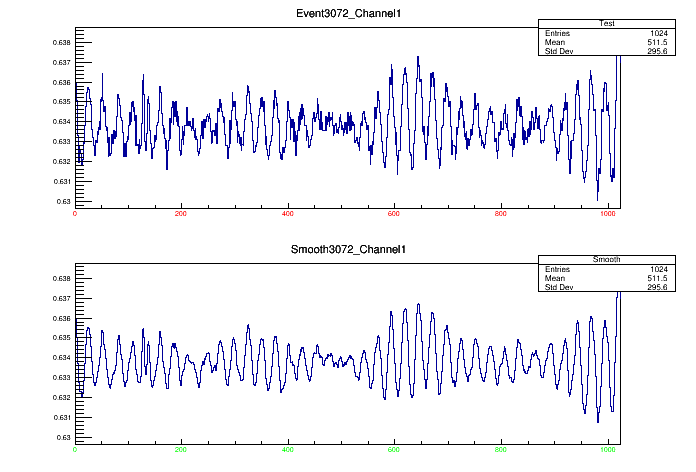 Event3072_Channel1
Test
Entries 1024
Mean 511.5
Std Dev 295.6
0.638
0.637
0.636
0.635
0.634
0.633
0.632
0.631
0.63
0 200 400 600 800 1000
Smooth3072_Channel1
Smooth
Entries 1024
Mean 511.5
Std Dev 295.6
0.638
0.637
0.636
0.635
0.634
0.633
0.632
0.631
0.63
0 200 400 600 800 1000